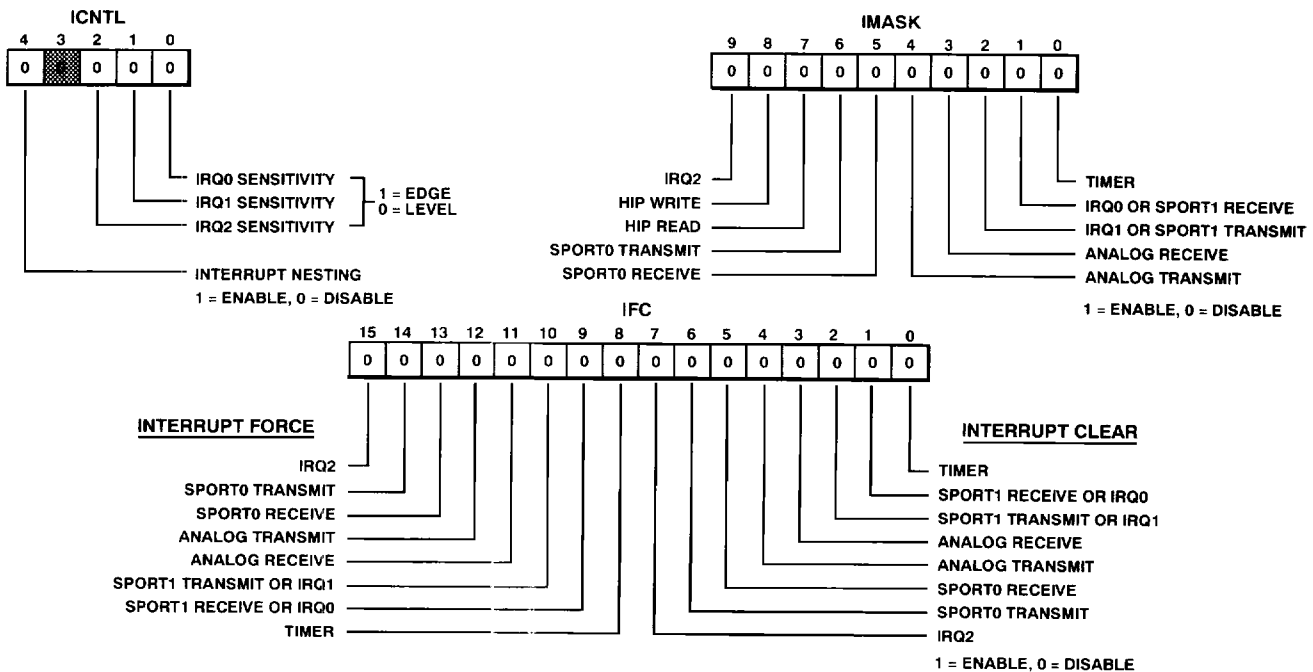 ICNTL
4 3 2 1 0
0 0 0 0 0
IRQ0 SENSITIVITY
IRQ1 SENSITIVITY
IRQ2 SENSITIVITY
1 = EDGE
0 = LEVEL
INTERRUPT NESTING
1 = ENABLE, 0 = DISABLE
IMASK
9 8 7 6 5 4 3 2 1 0
0 0 0 0 0 0 0 0 0 0
IRQ2
HIP WRITE
HIP READ
SPORT0 TRANSMIT
SPORT0 RECEIVE
TIMER
IRQ0 OR SPORT1 RECEIVE
IRQ1 OR SPORT1 TRANSMIT
ANALOG RECEIVE
ANALOG TRANSMIT
1 = ENABLE, 0 = DISABLE
IFC
15 14 13 12 11 10 9 8 7 6 5 4 3 2 1 0
0 0 0 0 0 0 0 0 0 0 0 0 0 0 0 0
INTERRUPT FORCE
IRQ2
SPORT0 TRANSMIT
SPORT0 RECEIVE
ANALOG TRANSMIT
ANALOG RECEIVE
SPORT1 TRANSMIT OR IRQ1
SPORT1 RECEIVE OR IRQ0
TIMER
INTERRUPT CLEAR
TIMER
SPORT1 RECEIVE OR IRQ0
SPORT1 TRANSMIT OR IRQ1
ANALOG RECEIVE
ANALOG TRANSMIT
SPORT0 RECEIVE
SPORT0 TRANSMIT
IRQ2
1 = ENABLE, 0 = DISABLE